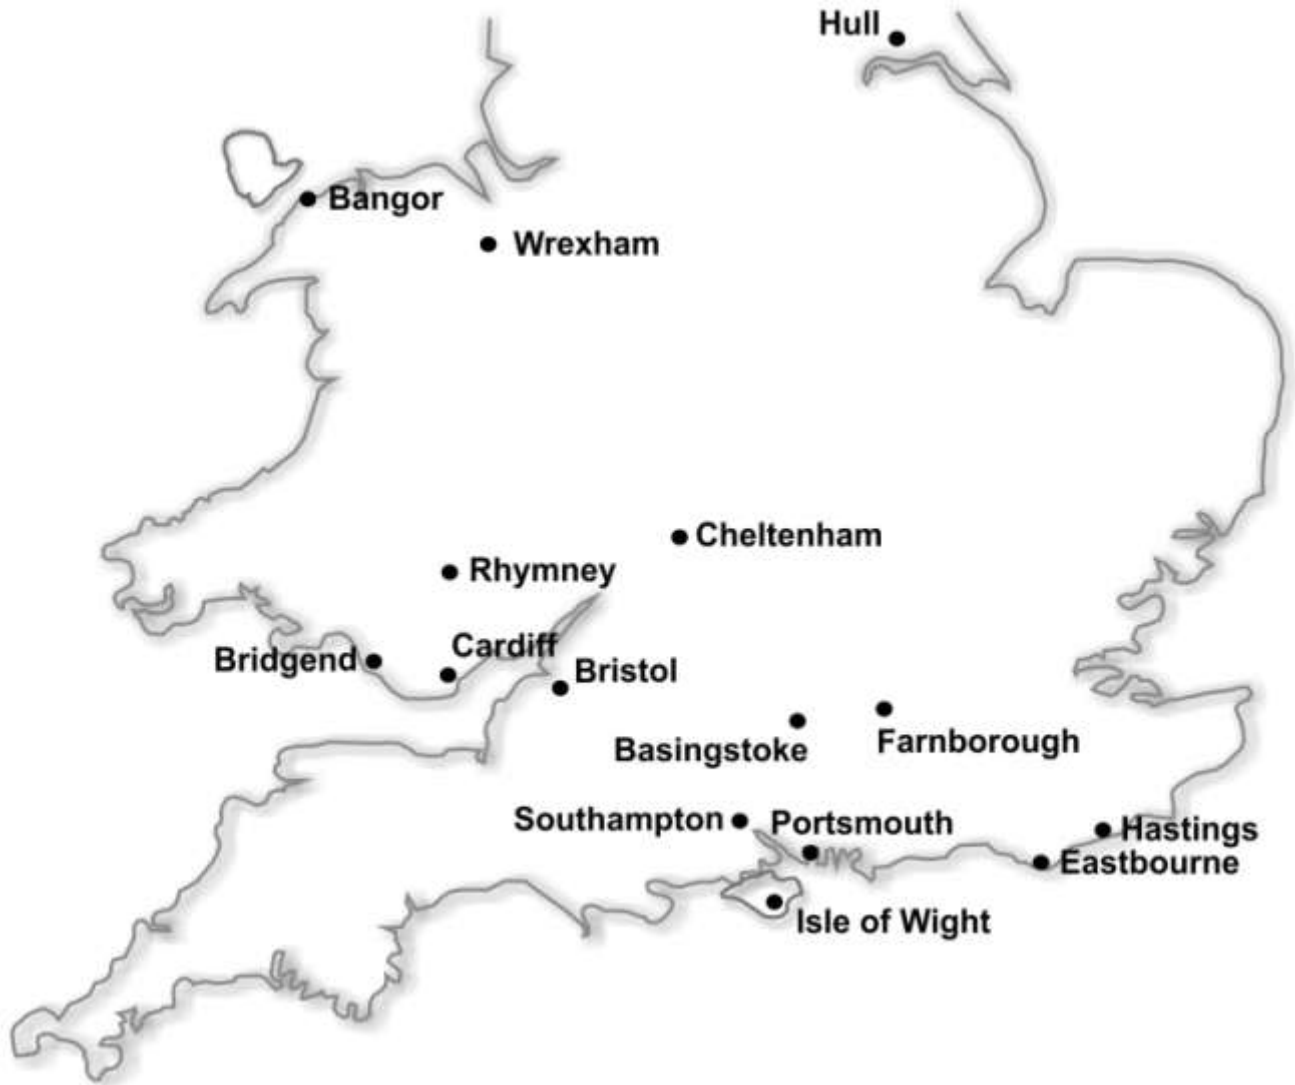 Hull
Bangor
Wrexham
Cheltenham
Rhymney
Cardiff
Bridgend
Bristol
Basingstoke
Farnborough
Southampton
Portsmouth
Hastings
Eastbourne
Isle of Wight